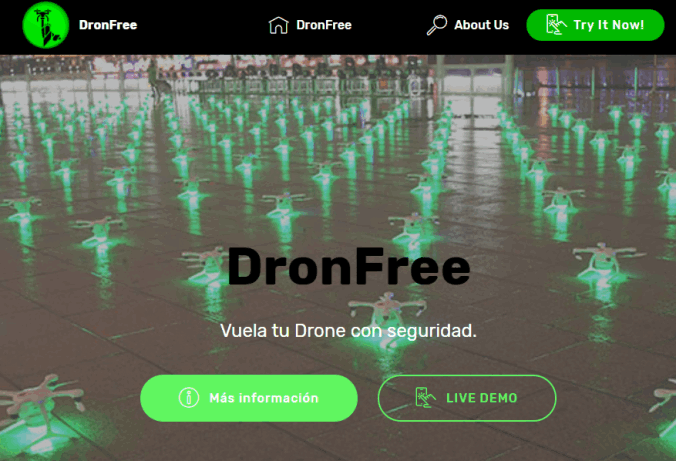 DronFree
DronFree
About Us
Try It Now!
DronFree
Vuela tu Drone con seguridad.
Más información
LIVE DEMO